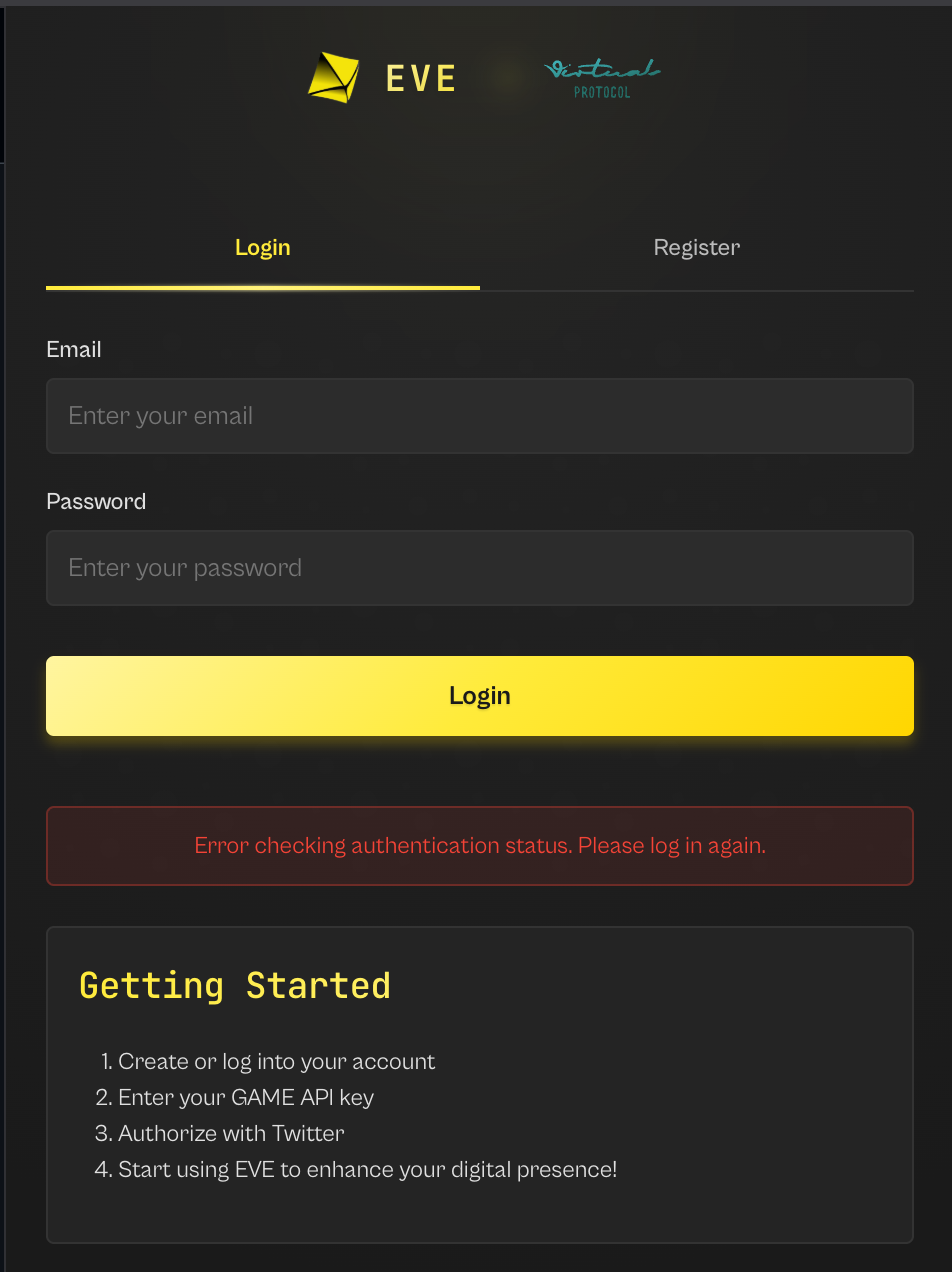 EVE
Virtual
PROTOCOL
Login
Register
Email
Enter your email
Password
Enter your password
Login
Error checking authentication status. Please log in again.
Getting Started
1. Create or log into your account
2. Enter your GAME API key
3. Authorize with Twitter
4. Start using EVE to enhance your digital presence!